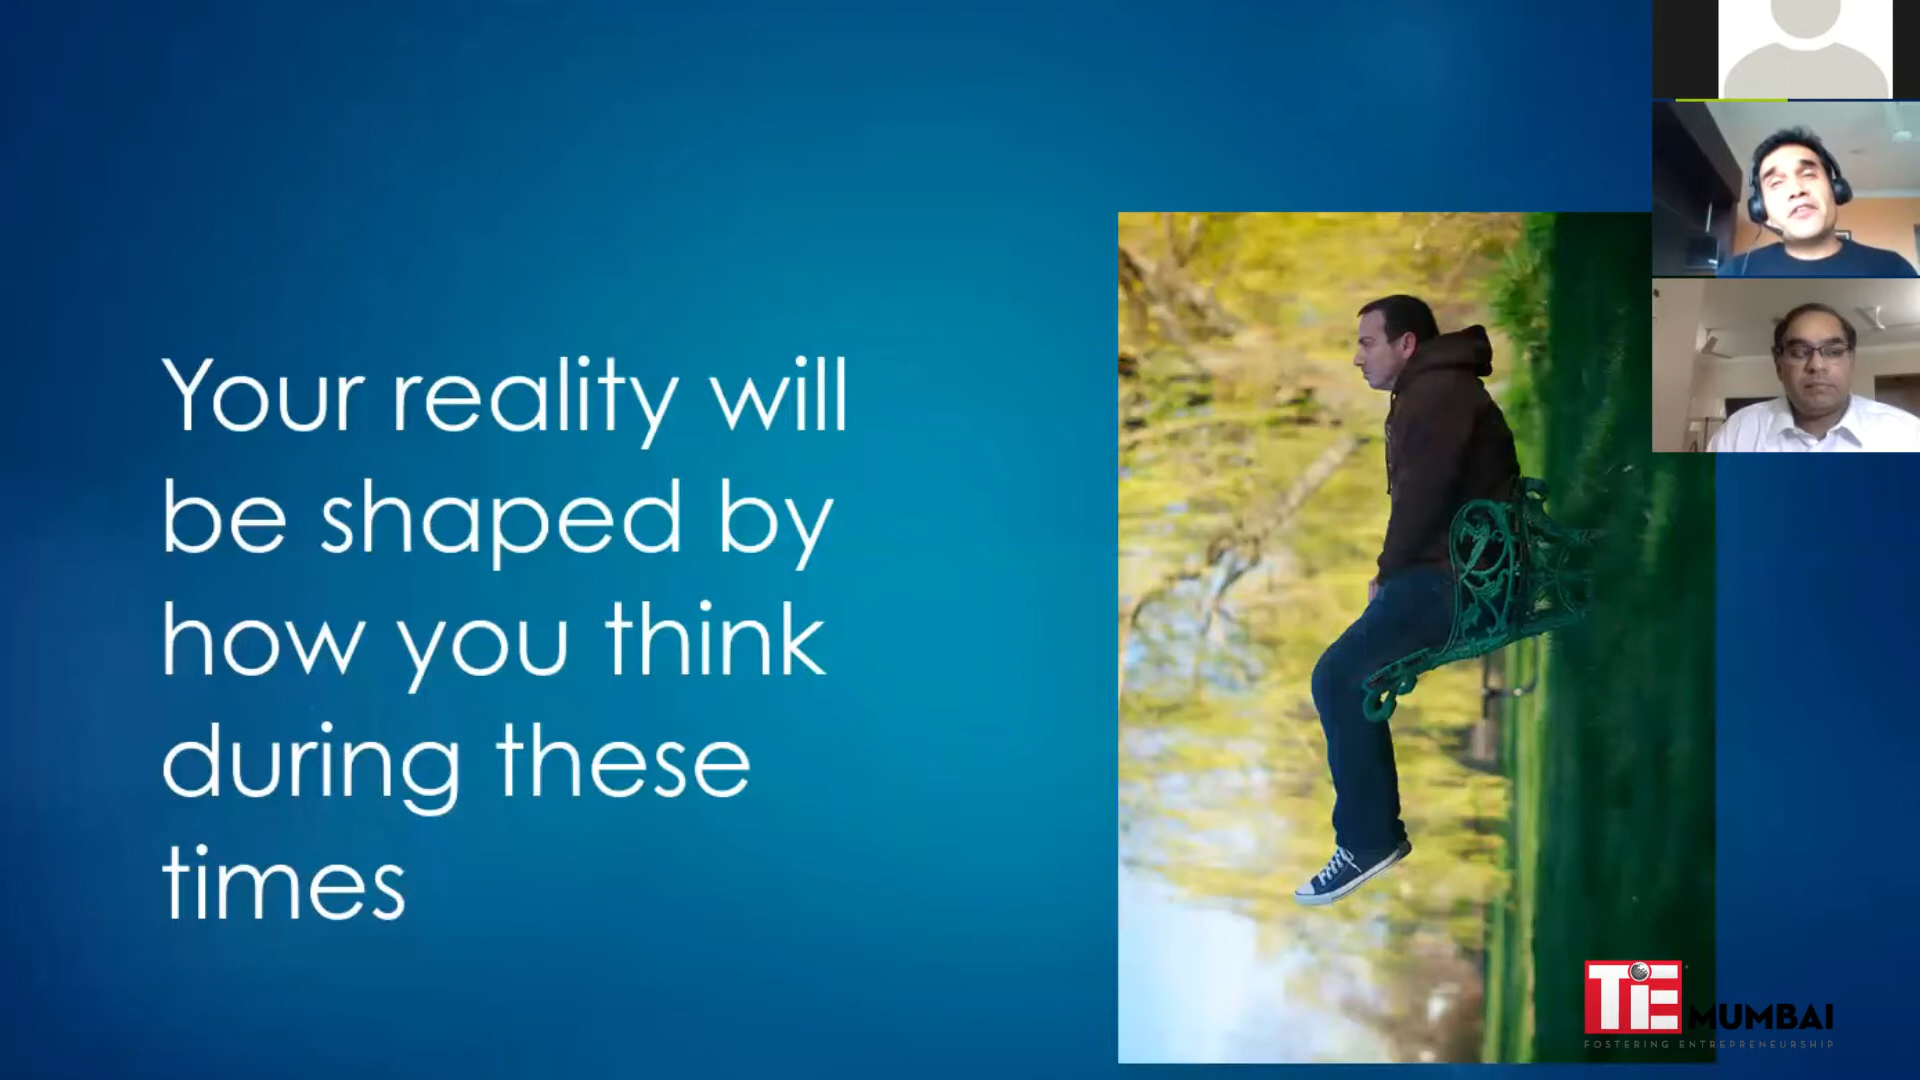 Your reality will
be shaped by
how you think
during these
times
TiE MUMBAI
FOSTERING ENTREPRENEURSHIP